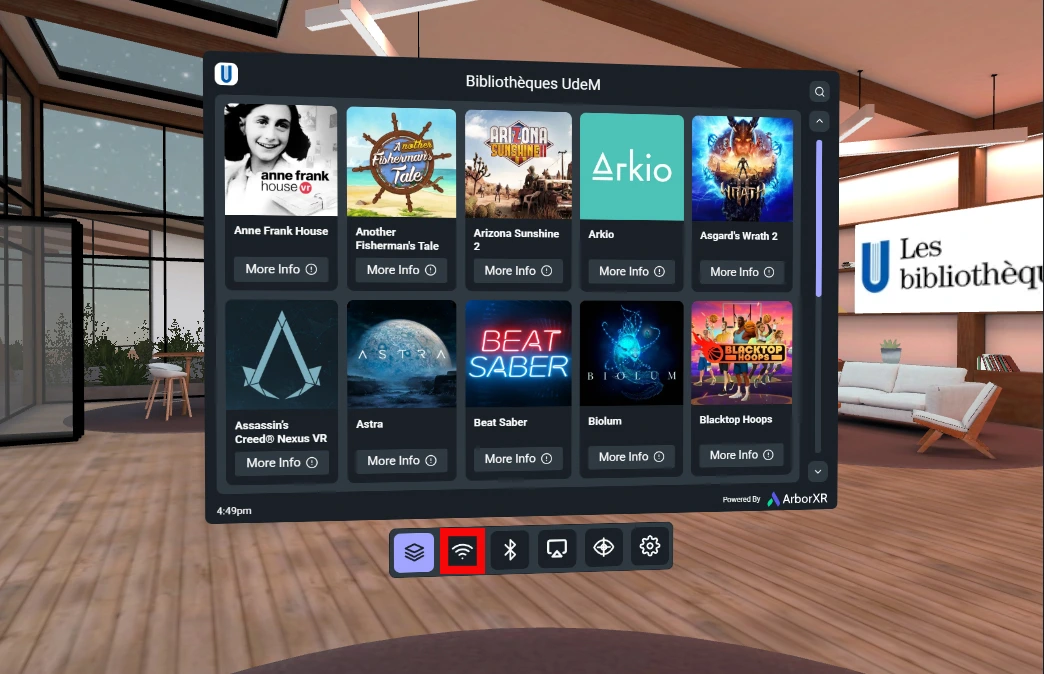 Bibliothèques UdeM
anne frank
house vr
Another
Fisherman's
Tale
ARIZONA
SUNSHINE II
Arkio
WRATH
Anne Frank House
Another
Fisherman's Tale
Arizona Sunshine
2
Arkio
Asgard's Wrath 2
More Info
More Info
More Info
More Info
More Info
ASTRA
BEAT
SABER
BIOLUM
BLACKTOP
HOOPS
Assassin's
Creed® Nexus VR
Astra
Beat Saber
Biolum
Blacktop Hoops
More Info
More Info
More Info
More Info
More Info
4:49pm
Powered By ArborXR
Les
bibliothèqu